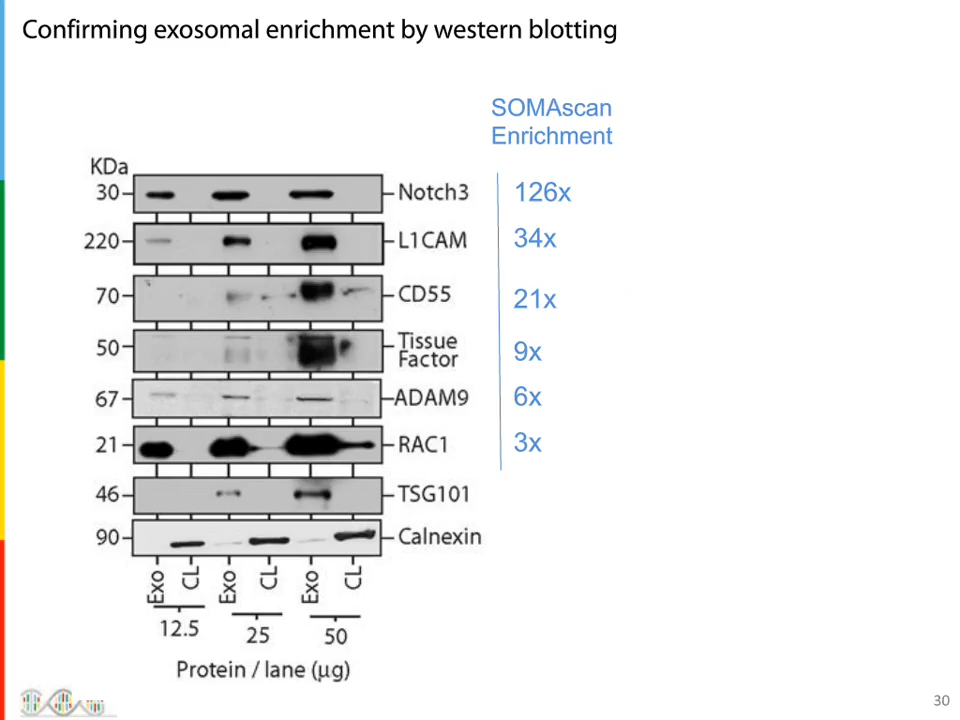 Confirming exosomal enrichment by western blotting
SOMAscan
Enrichment
KDa
30 Notch3 126x
220 L1CAM 34x
70 CD55 21x
50 Tissue Factor 9x
67 ADAM9 6x
21 RAC1 3x
46 TSG101
90 Calnexin
Exo CL Exo CL Exo CL
12.5 25 50
Protein / lane (μg)
30